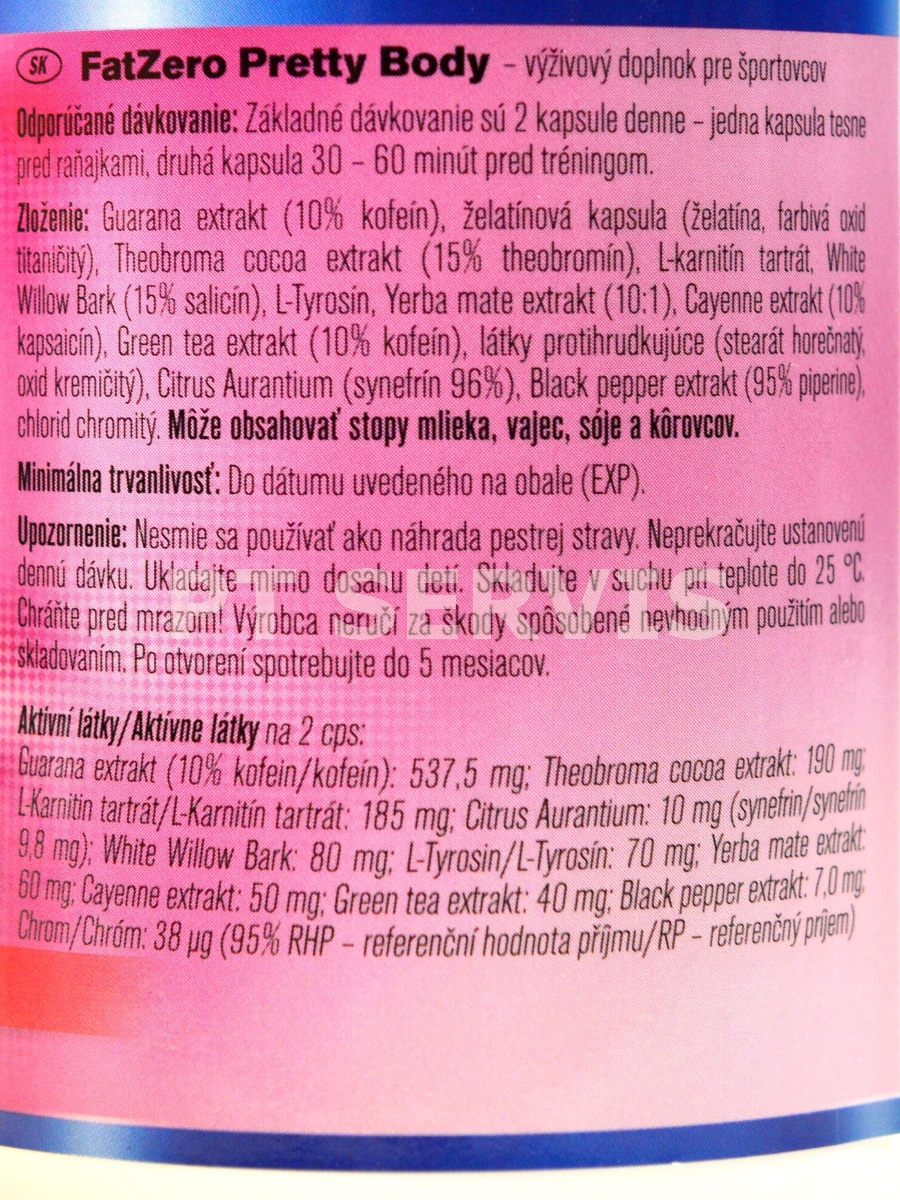 SK FatZero Pretty Body – výživový doplnok pre športovcov
Odporúčané dávkovanie: Základné dávkovanie sú 2 kapsule denne – jedna kapsula tesne
pred raňajkami, druhá kapsula 30 – 60 minút pred tréningom.
Zloženie: Guarana extrakt (10% kofeín), želatínová kapsula (želatína, farbivá oxid
titaničitý), Theobroma cocoa extrakt (15% theobromín), L-karnitín tartrát, White
Willow Bark (15% salicín), L-Tyrosín, Yerba mate extrakt (10:1), Cayenne extrakt (10%
kapsaicín), Green tea extrakt (10% kofeín), látky protihrudkujúce (stearát horečnatý,
oxid kremičitý), Citrus Aurantium (synefrín 96%), Black pepper extrakt (95% piperine),
chlorid chromitý. Môže obsahovať stopy mlieka, vajec, sóje a kôrovcov.
Minimálna trvanlivosť: Do dátumu uvedeného na obale (EXP).
Upozornenie: Nesmie sa používať ako náhrada pestrej stravy. Neprekračujte ustanovenú
dennú dávku. Ukladajte mimo dosahu detí. Skladujte v suchu pri teplote do 25 °C.
Chráňte pred mrazom! Výrobca neručí za škody spôsobené nevhodným použitím alebo
skladovaním. Po otvorení spotrebujte do 5 mesiacov.
PT SERVIS
Aktivní látky/Aktívne látky na 2 cps:
Guarana extrakt (10% kofein/kofeín): 537,5 mg; Theobroma cocoa extrakt: 190 mg;
L-Karnitin tartrát/L-Karnitín tartrát: 185 mg; Citrus Aurantium: 10 mg (synefrin/synefrín
9,8 mg); White Willow Bark: 80 mg; L-Tyrosin/L-Tyrosín: 70 mg; Yerba mate extrakt:
60 mg; Cayenne extrakt: 50 mg; Green tea extrakt: 40 mg; Black pepper extrakt: 7,0 mg;
Chrom/Chróm: 38 µg (95% RHP – referenční hodnota příjmu/RP – referenčný príjem)